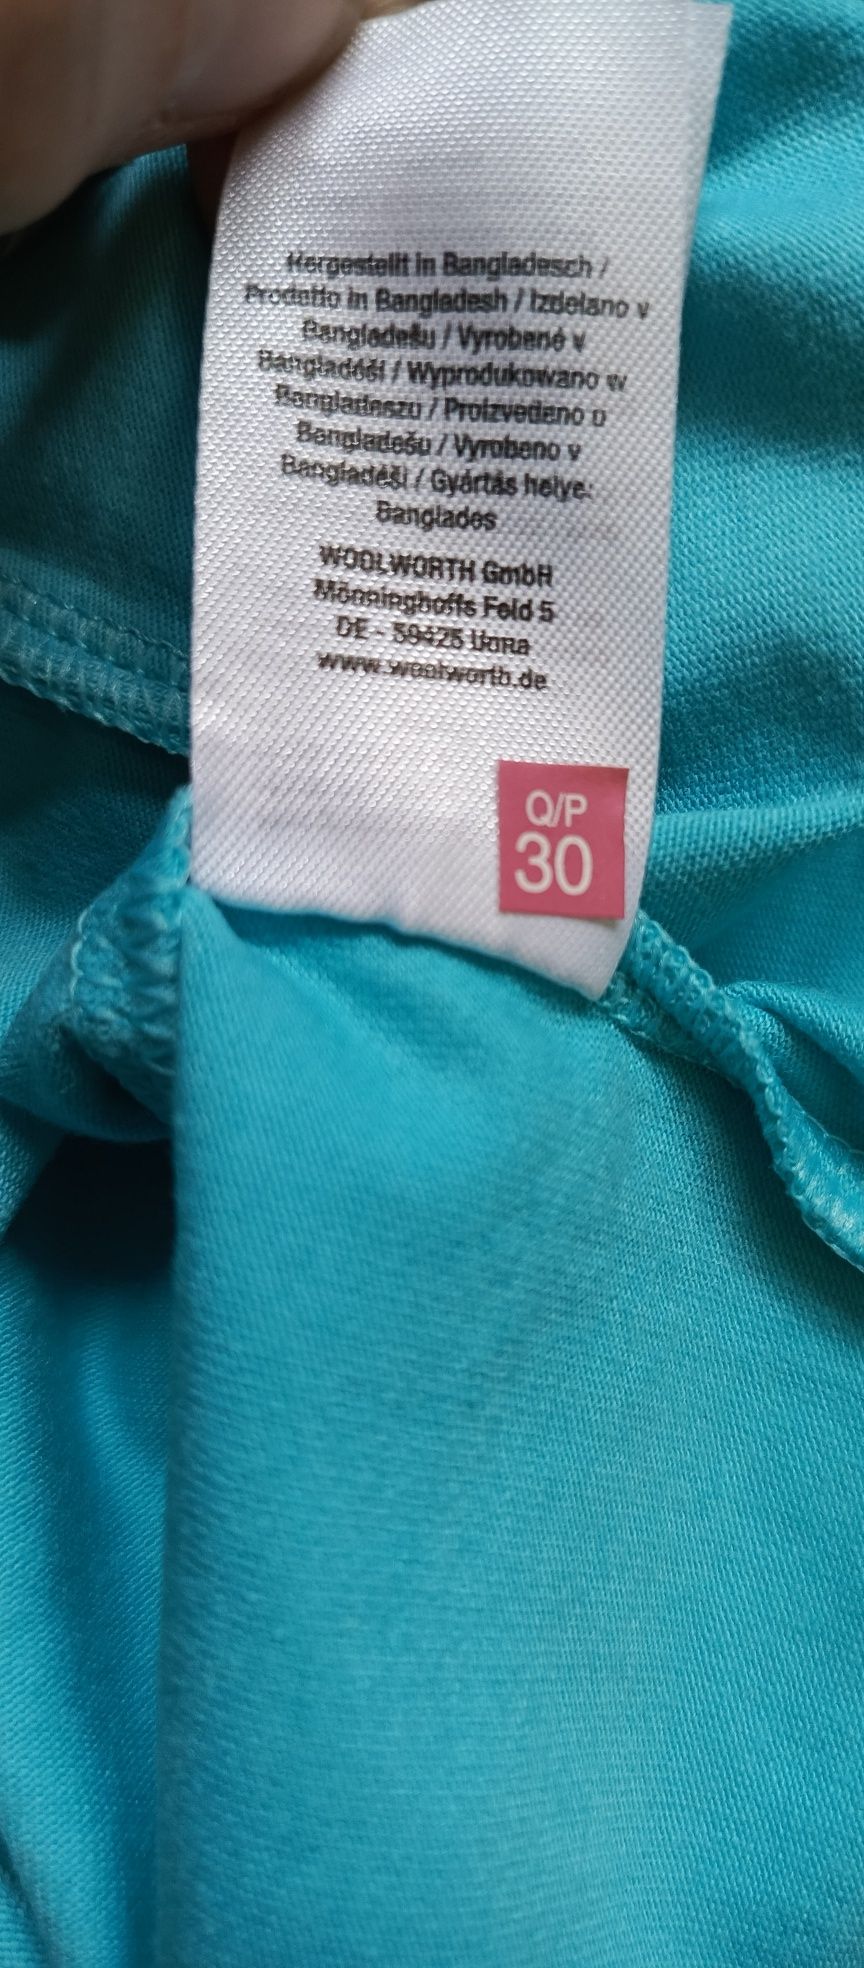 Hergestellt in Bangladesch /
Prodotto in Bangladesh / Izdelano v
Bangladešu / Vyrobené v
Bangladéši / Wyprodukowano w
Bangladeszu / Proizvedeno u
Bangladešu / Vyrobeno v
Bangladéši / Gyártás helye:
Banglades
WOOLWORTH GmbH
Mönninghoffs Feld 5
DE - 59425 Unna
www.woolworth.de
Q/P
30